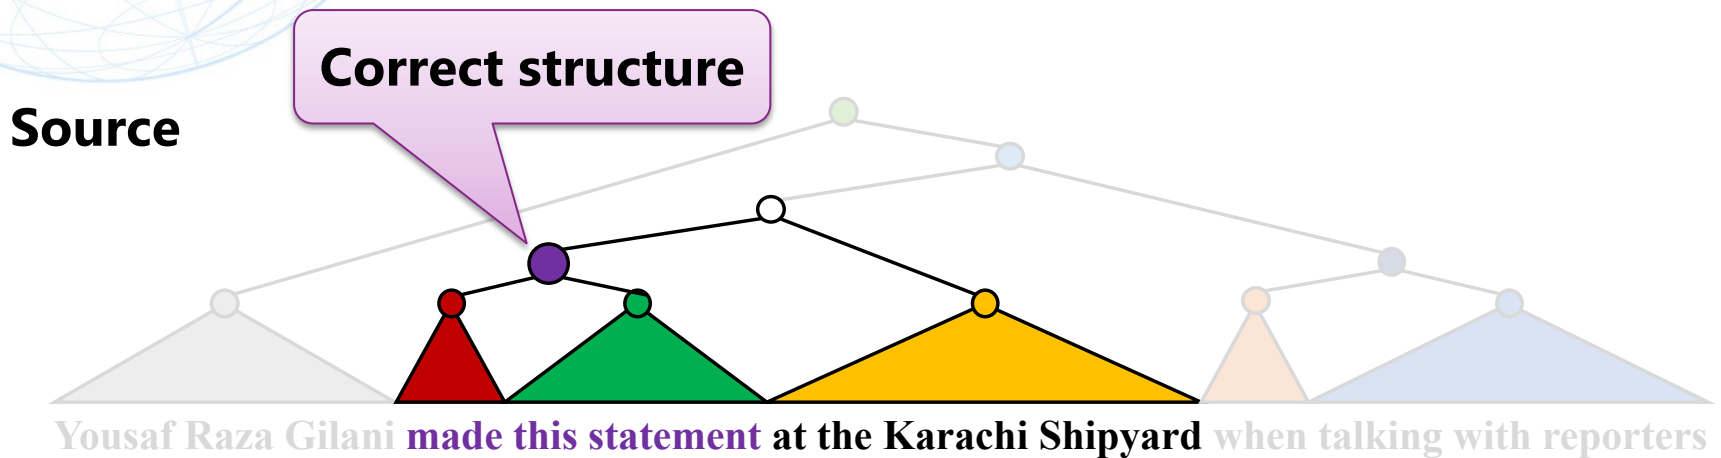 Correct structure
Source
Yousaf Raza Gilani made this statement at the Karachi Shipyard when talking with reporters